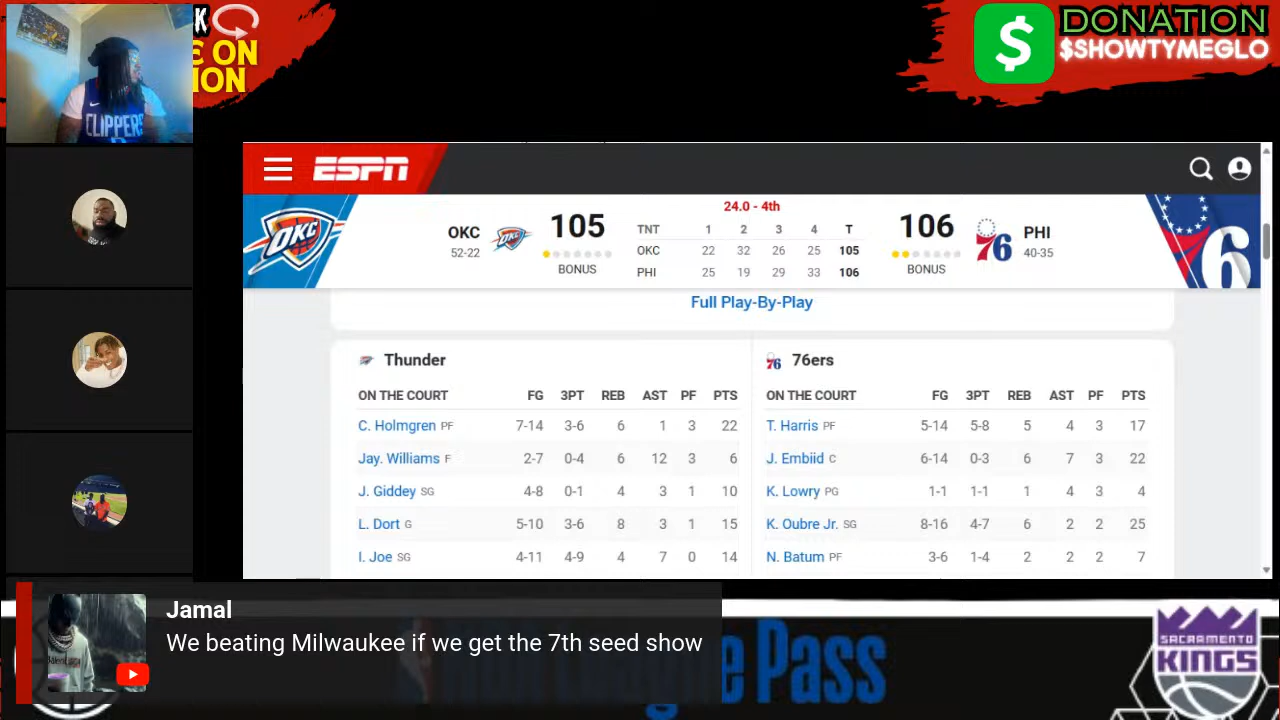 K
E ON
ION
CLIPPERS
DONATION
$SHOWTYMEGLO
ESPN
OKC
OKC
52-22
105
BONUS
24.0 - 4th
TNT 1 2 3 4 T
OKC 22 32 26 25 105
PHI 25 19 29 33 106
106
BONUS
76
PHI
40-35
6
Full Play-By-Play
Thunder
ON THE COURT FG 3PT REB AST PF PTS
C. Holmgren PF 7-14 3-6 6 1 3 22
Jay. Williams F 2-7 0-4 6 12 3 6
J. Giddey SG 4-8 0-1 4 3 1 10
L. Dort G 5-10 3-6 8 3 1 15
I. Joe SG 4-11 4-9 4 7 0 14
76 76ers
ON THE COURT FG 3PT REB AST PF PTS
T. Harris PF 5-14 5-8 5 4 3 17
J. Embiid C 6-14 0-3 6 7 3 22
K. Lowry PG 1-1 1-1 1 4 3 4
K. Oubre Jr. SG 8-16 4-7 6 2 2 25
N. Batum PF 3-6 1-4 2 2 2 7
Jamal
We beating Milwaukee if we get the 7th seed show
Pass
SACRAMENTO
KINGS